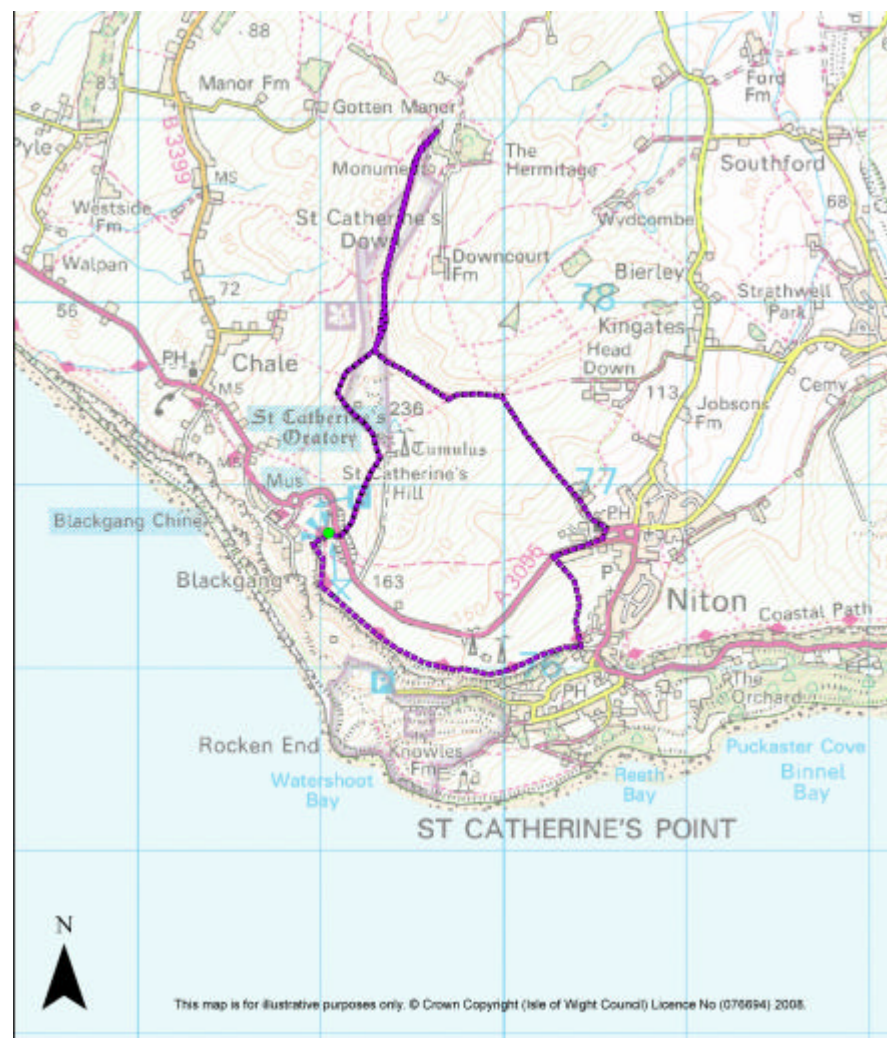 88
Manor Fm
83
Gotten Manor
Ford
Fm
B 3399
Pyle
MS
Monument
The
Hermitage
Southford
Westside
Fm
St Catherine's
Down
Wydcombe
68
Walpan
Downcourt
Fm
Bierley
72
78
Strathwell
Park
56
Kingates
PH
Chale
Head
Down
MS
113
Cemy
236
St Catherine's
Oratory
Jobsons
Fm
Tumulus
MS
St Catherine's
Hill
77
Mus
P
PH
Blackgang Chine
A 3055
Blackgang
163
P
Niton
Coastal Path
76
P
PH
The
Orchard
Rocken End
Knowles
Fm
Puckaster Cove
Watershoot
Bay
Reeth
Bay
Binnel
Bay
ST CATHERINE'S POINT
N
This map is for illustrative purposes only. © Crown Copyright (Isle of Wight Council) Licence No (076694) 2008.